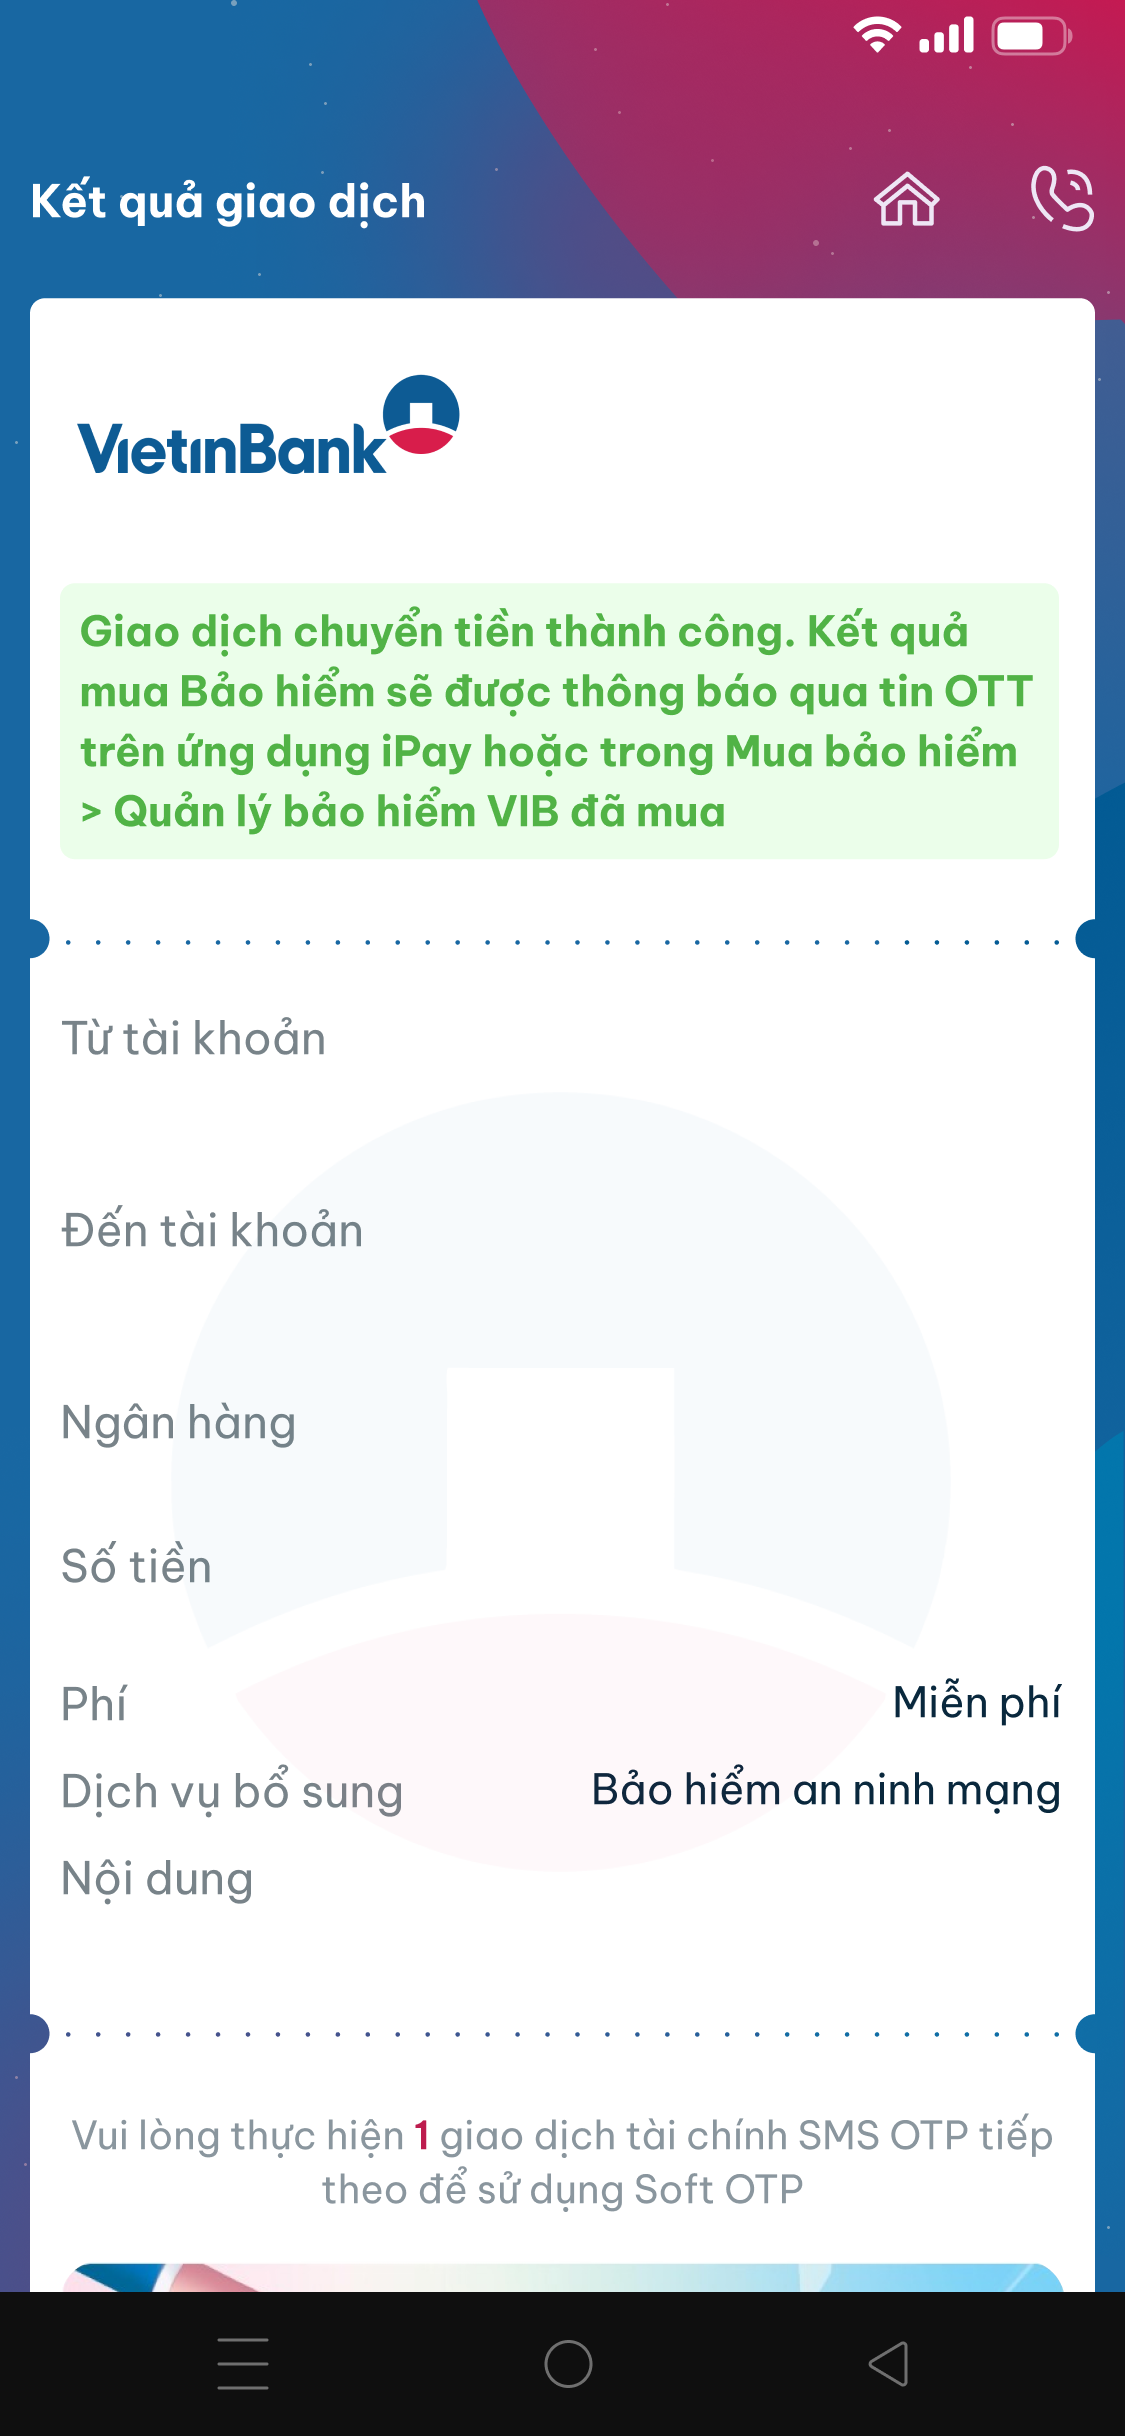 Kết quả giao dịch
VietinBank
Giao dịch chuyển tiền thành công. Kết quả
mua Bảo hiểm sẽ được thông báo qua tin OTT
trên ứng dụng iPay hoặc trong Mua bảo hiểm
> Quản lý bảo hiểm VIB đã mua
Từ tài khoản
Đến tài khoản
Ngân hàng
Số tiền
Phí Miễn phí
Dịch vụ bổ sung Bảo hiểm an ninh mạng
Nội dung
Vui lòng thực hiện 1 giao dịch tài chính SMS OTP tiếp
theo để sử dụng Soft OTP